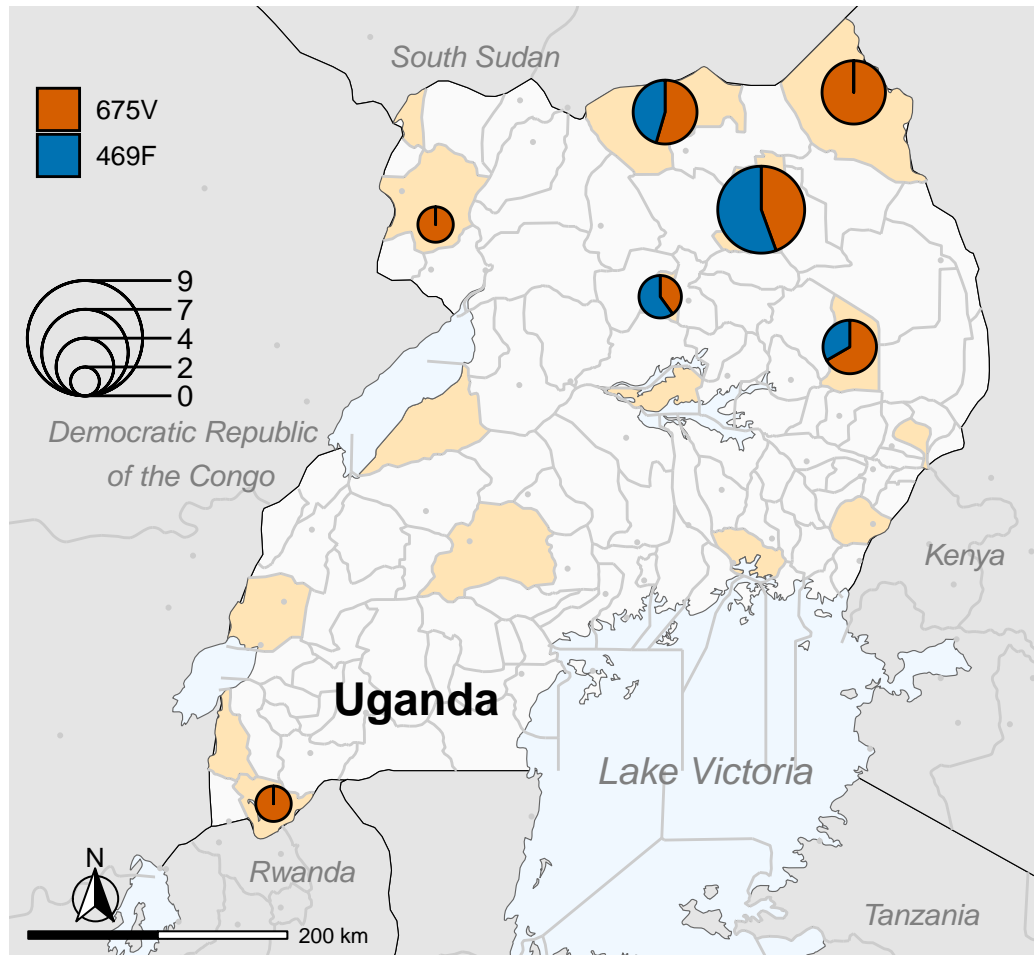 South Sudan
675V
469F
9
7
4
2
0
Democratic Republic
of the Congo
Kenya
Uganda
Lake Victoria
N
Rwanda
Tanzania
200 km